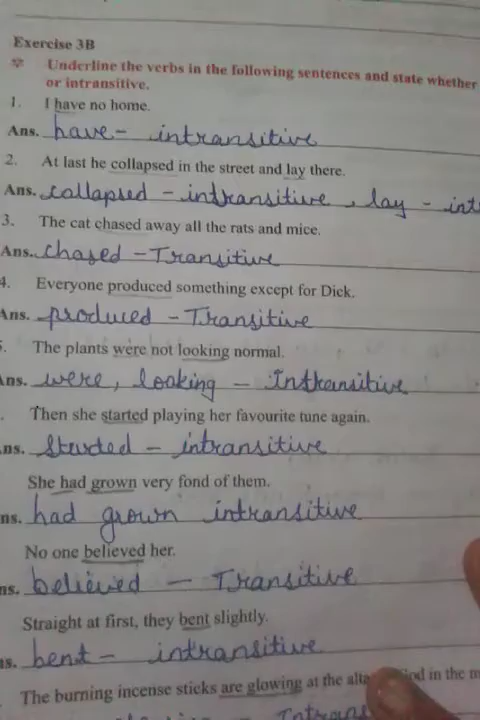 Exercise 3B
Underline the verbs in the following sentences and state whether
or intransitive.
1. I have no home.
Ans. have- intransitive
2. At last he collapsed in the street and lay there.
Ans. collapsed - intransitive, lay - int
3. The cat chased away all the rats and mice.
Ans. chased - Transitive
4. Everyone produced something except for Dick.
Ans. produced - Transitive
The plants were not looking normal.
ns. were, looking - Intransitive
Then she started playing her favourite tune again.
ns. Started - intransitive
She had grown very fond of them.
ns. had grown intransitive
No one believed her.
ns. believed - Transitive
Straight at first, they bent slightly.
s. bent - intransitive
The burning incense sticks are glowing at the in the m
Intrans